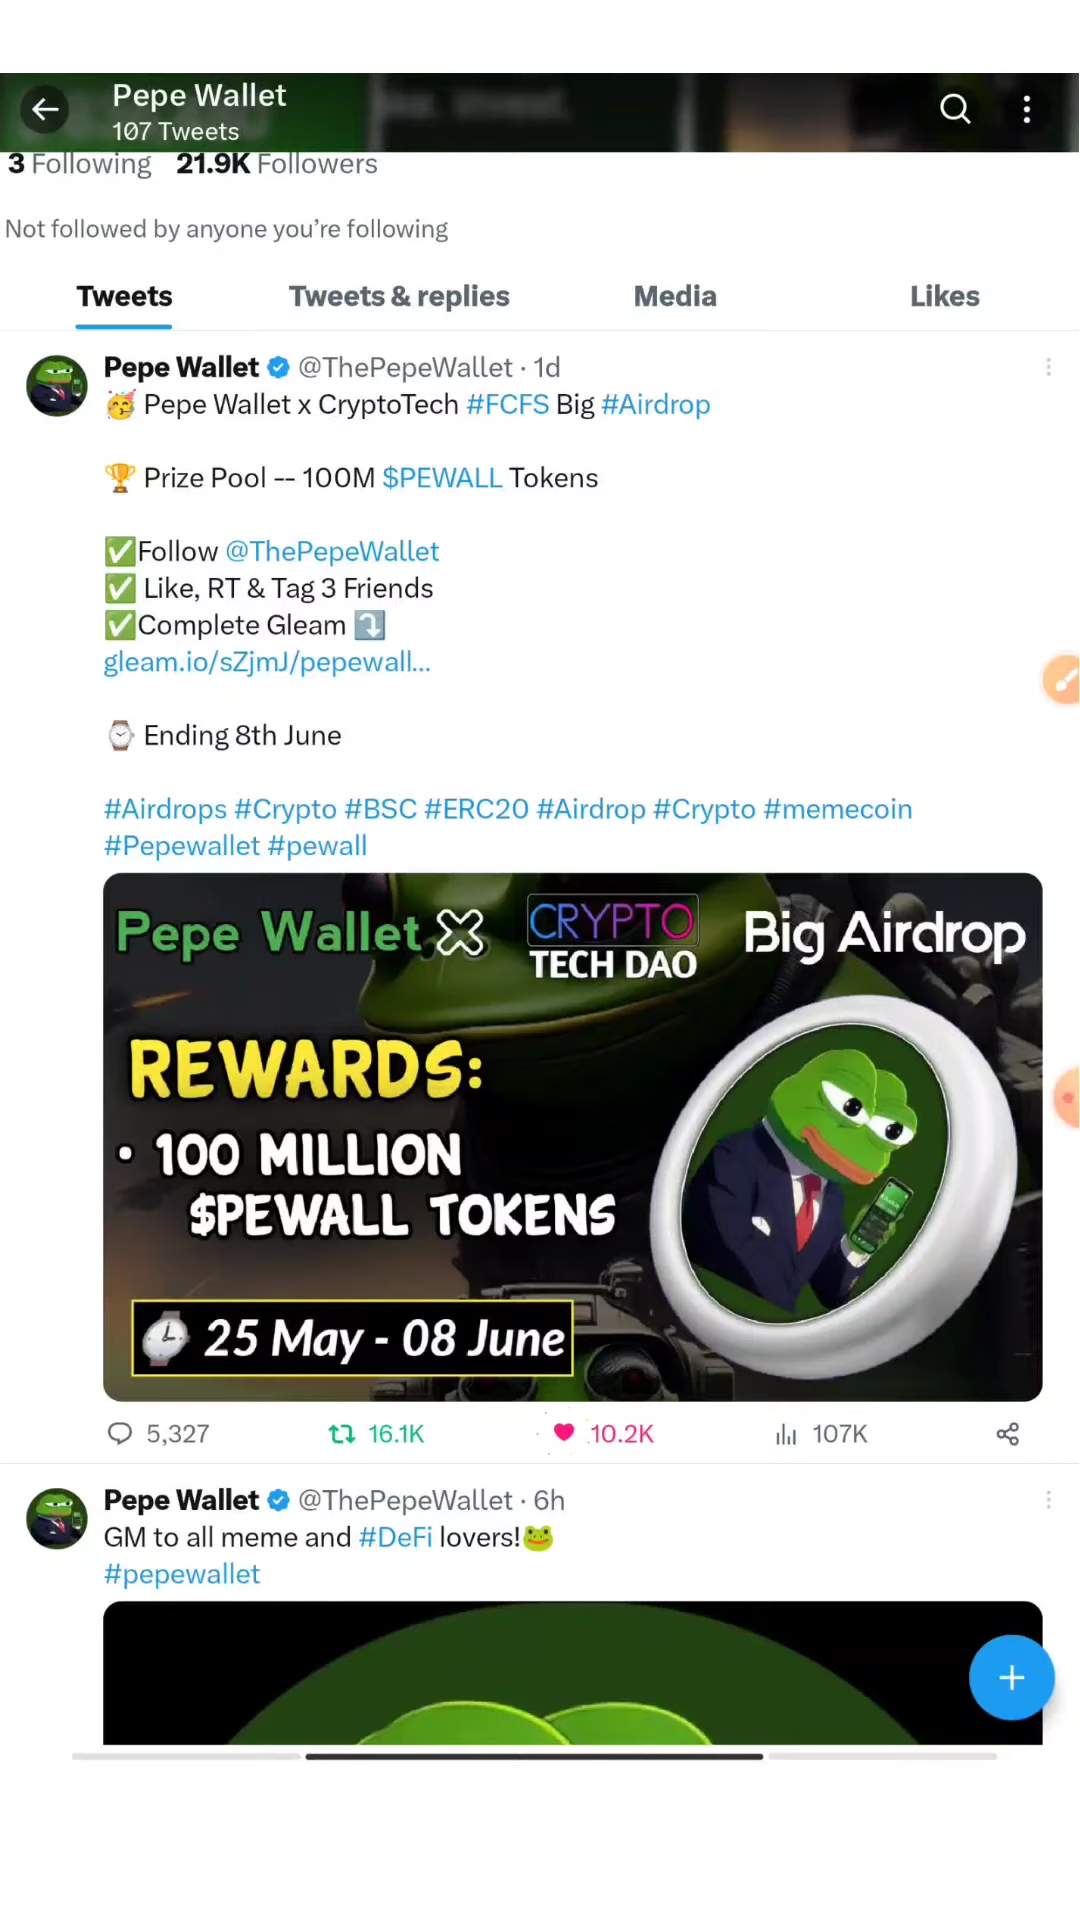 Pepe Wallet
107 Tweets
3 Following 21.9K Followers
Not followed by anyone you’re following
Tweets Tweets & replies Media Likes
Pepe Wallet @ThePepeWallet · 1d
🥳 Pepe Wallet x CryptoTech #FCFS Big #Airdrop
🏆 Prize Pool -- 100M $PEWALL Tokens
✅Follow @ThePepeWallet
✅ Like, RT & Tag 3 Friends
✅Complete Gleam ⤵️
gleam.io/sZjmJ/pepewall...
⌚ Ending 8th June
#Airdrops #Crypto #BSC #ERC20 #Airdrop #Crypto #memecoin
#Pepewallet #pewall
Pepe Wallet CRYPTO TECH DAO Big Airdrop
REWARDS:
• 100 MILLION
$PEWALL TOKENS
25 May - 08 June
5,327 16.1K 10.2K 107K
Pepe Wallet @ThePepeWallet · 6h
GM to all meme and #DeFi lovers!🐸
#pepewallet